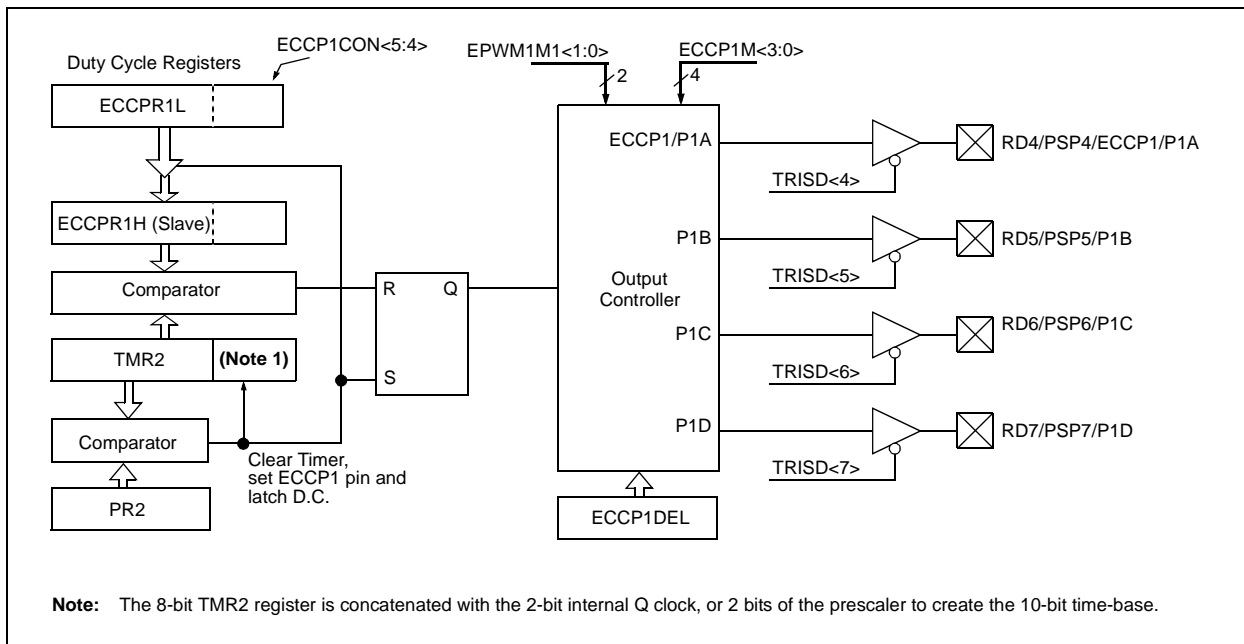 ECCP1CON<5:4>
Duty Cycle Registers
ECCPR1L
ECCPR1H (Slave)
Comparator
TMR2
(Note 1)
Comparator
PR2
Clear Timer,
set ECCP1 pin and
latch D.C.
R
Q
S
EPWM1M1<1:0>
2
ECCP1M<3:0>
4
Output
Controller
ECCP1/P1A
P1B
P1C
P1D
ECCP1DEL
TRISD<4>
RD4/PSP4/ECCP1/P1A
TRISD<5>
RD5/PSP5/P1B
TRISD<6>
RD6/PSP6/P1C
TRISD<7>
RD7/PSP7/P1D
Note: The 8-bit TMR2 register is concatenated with the 2-bit internal Q clock, or 2 bits of the prescaler to create the 10-bit time-base.